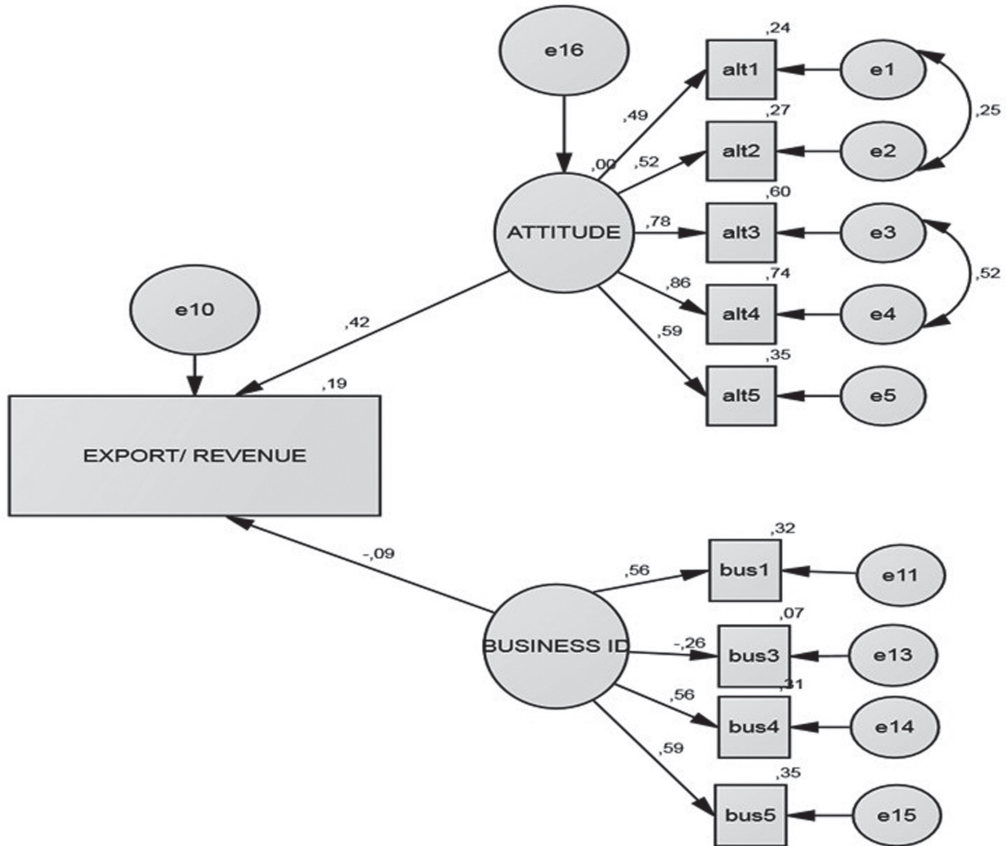 e16
,24
alt1
e1
,49
,25
,27
alt2
e2
,00
,52
,60
ATTITUDE
,78
alt3
e3
,86
,74
,52
alt4
e4
e10
,42
,59
,35
alt5
e5
,19
EXPORT/ REVENUE
-,09
,32
,56
bus1
e11
,07
BUSINESS ID
-,26
bus3
e13
,31
,56
bus4
e14
,59
,35
bus5
e15